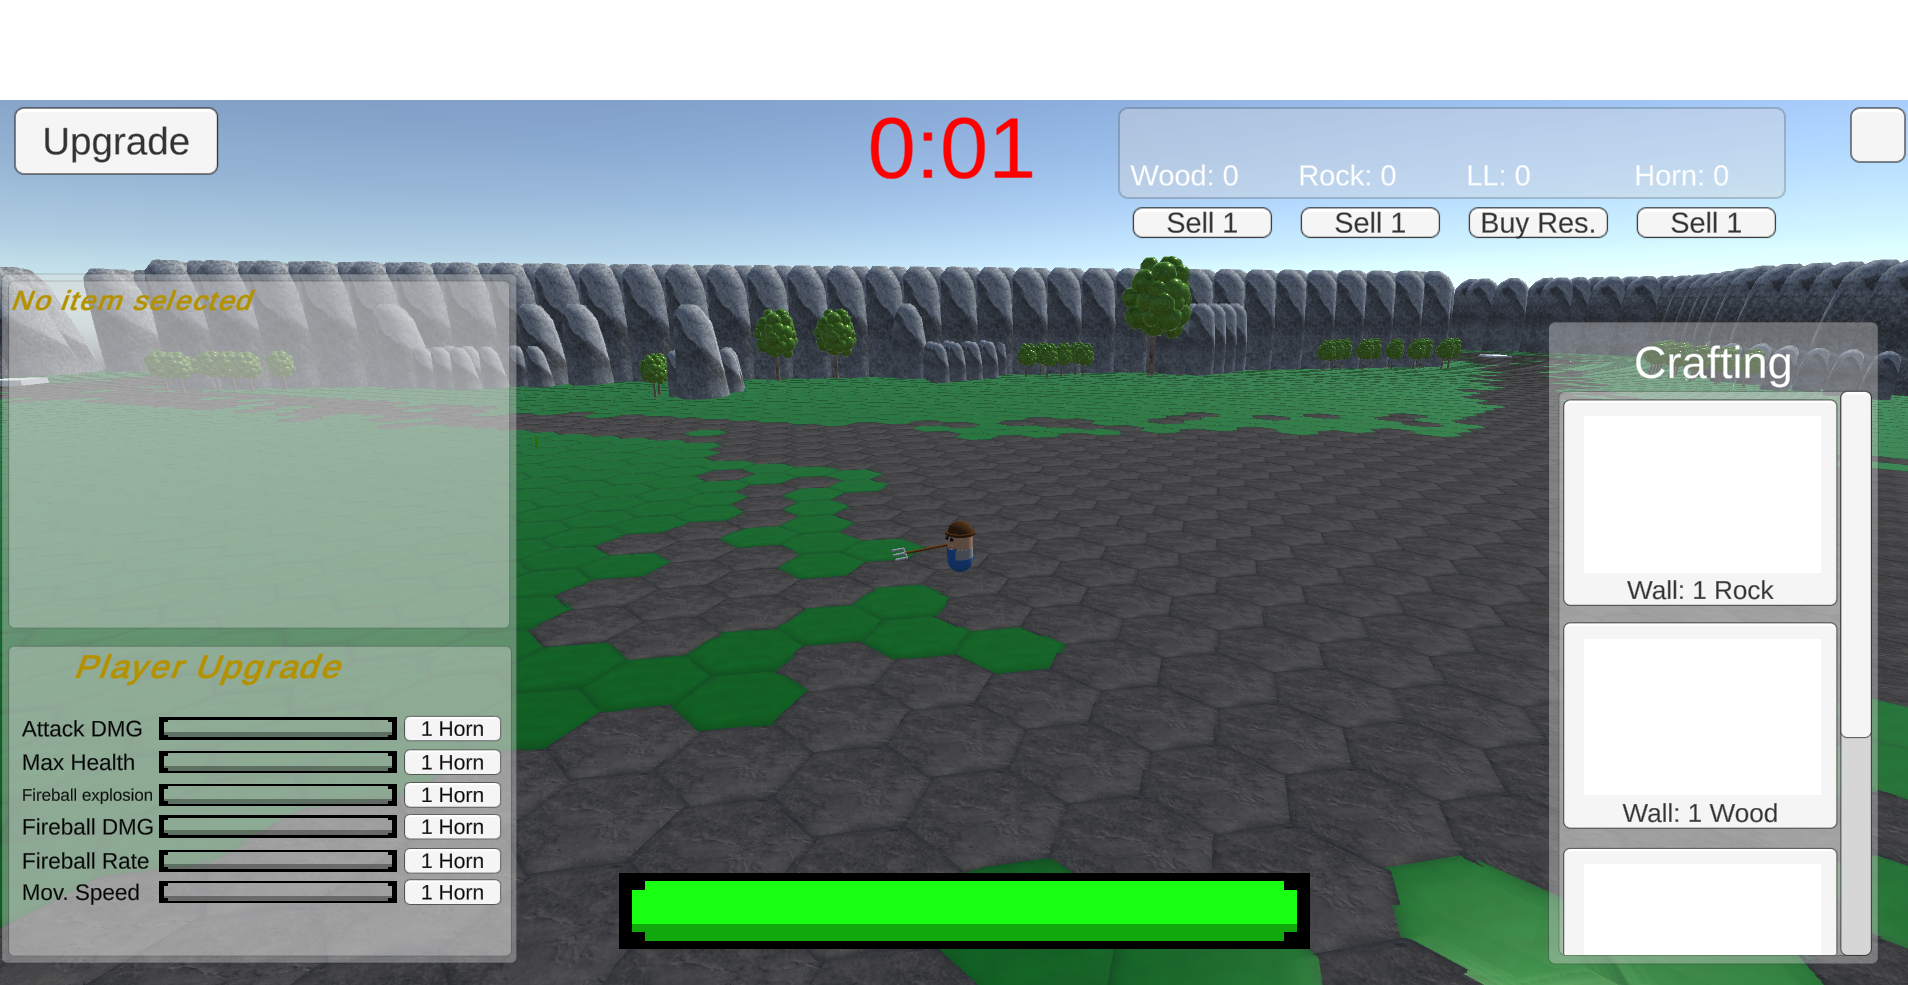 Upgrade
0:01
Wood: 0 Rock: 0 LL: 0 Horn: 0
Sell 1 Sell 1 Buy Res. Sell 1
No item selected
Player Upgrade
Attack DMG 1 Horn
Max Health 1 Horn
Fireball explosion 1 Horn
Fireball DMG 1 Horn
Fireball Rate 1 Horn
Mov. Speed 1 Horn
Crafting
Wall: 1 Rock
Wall: 1 Wood